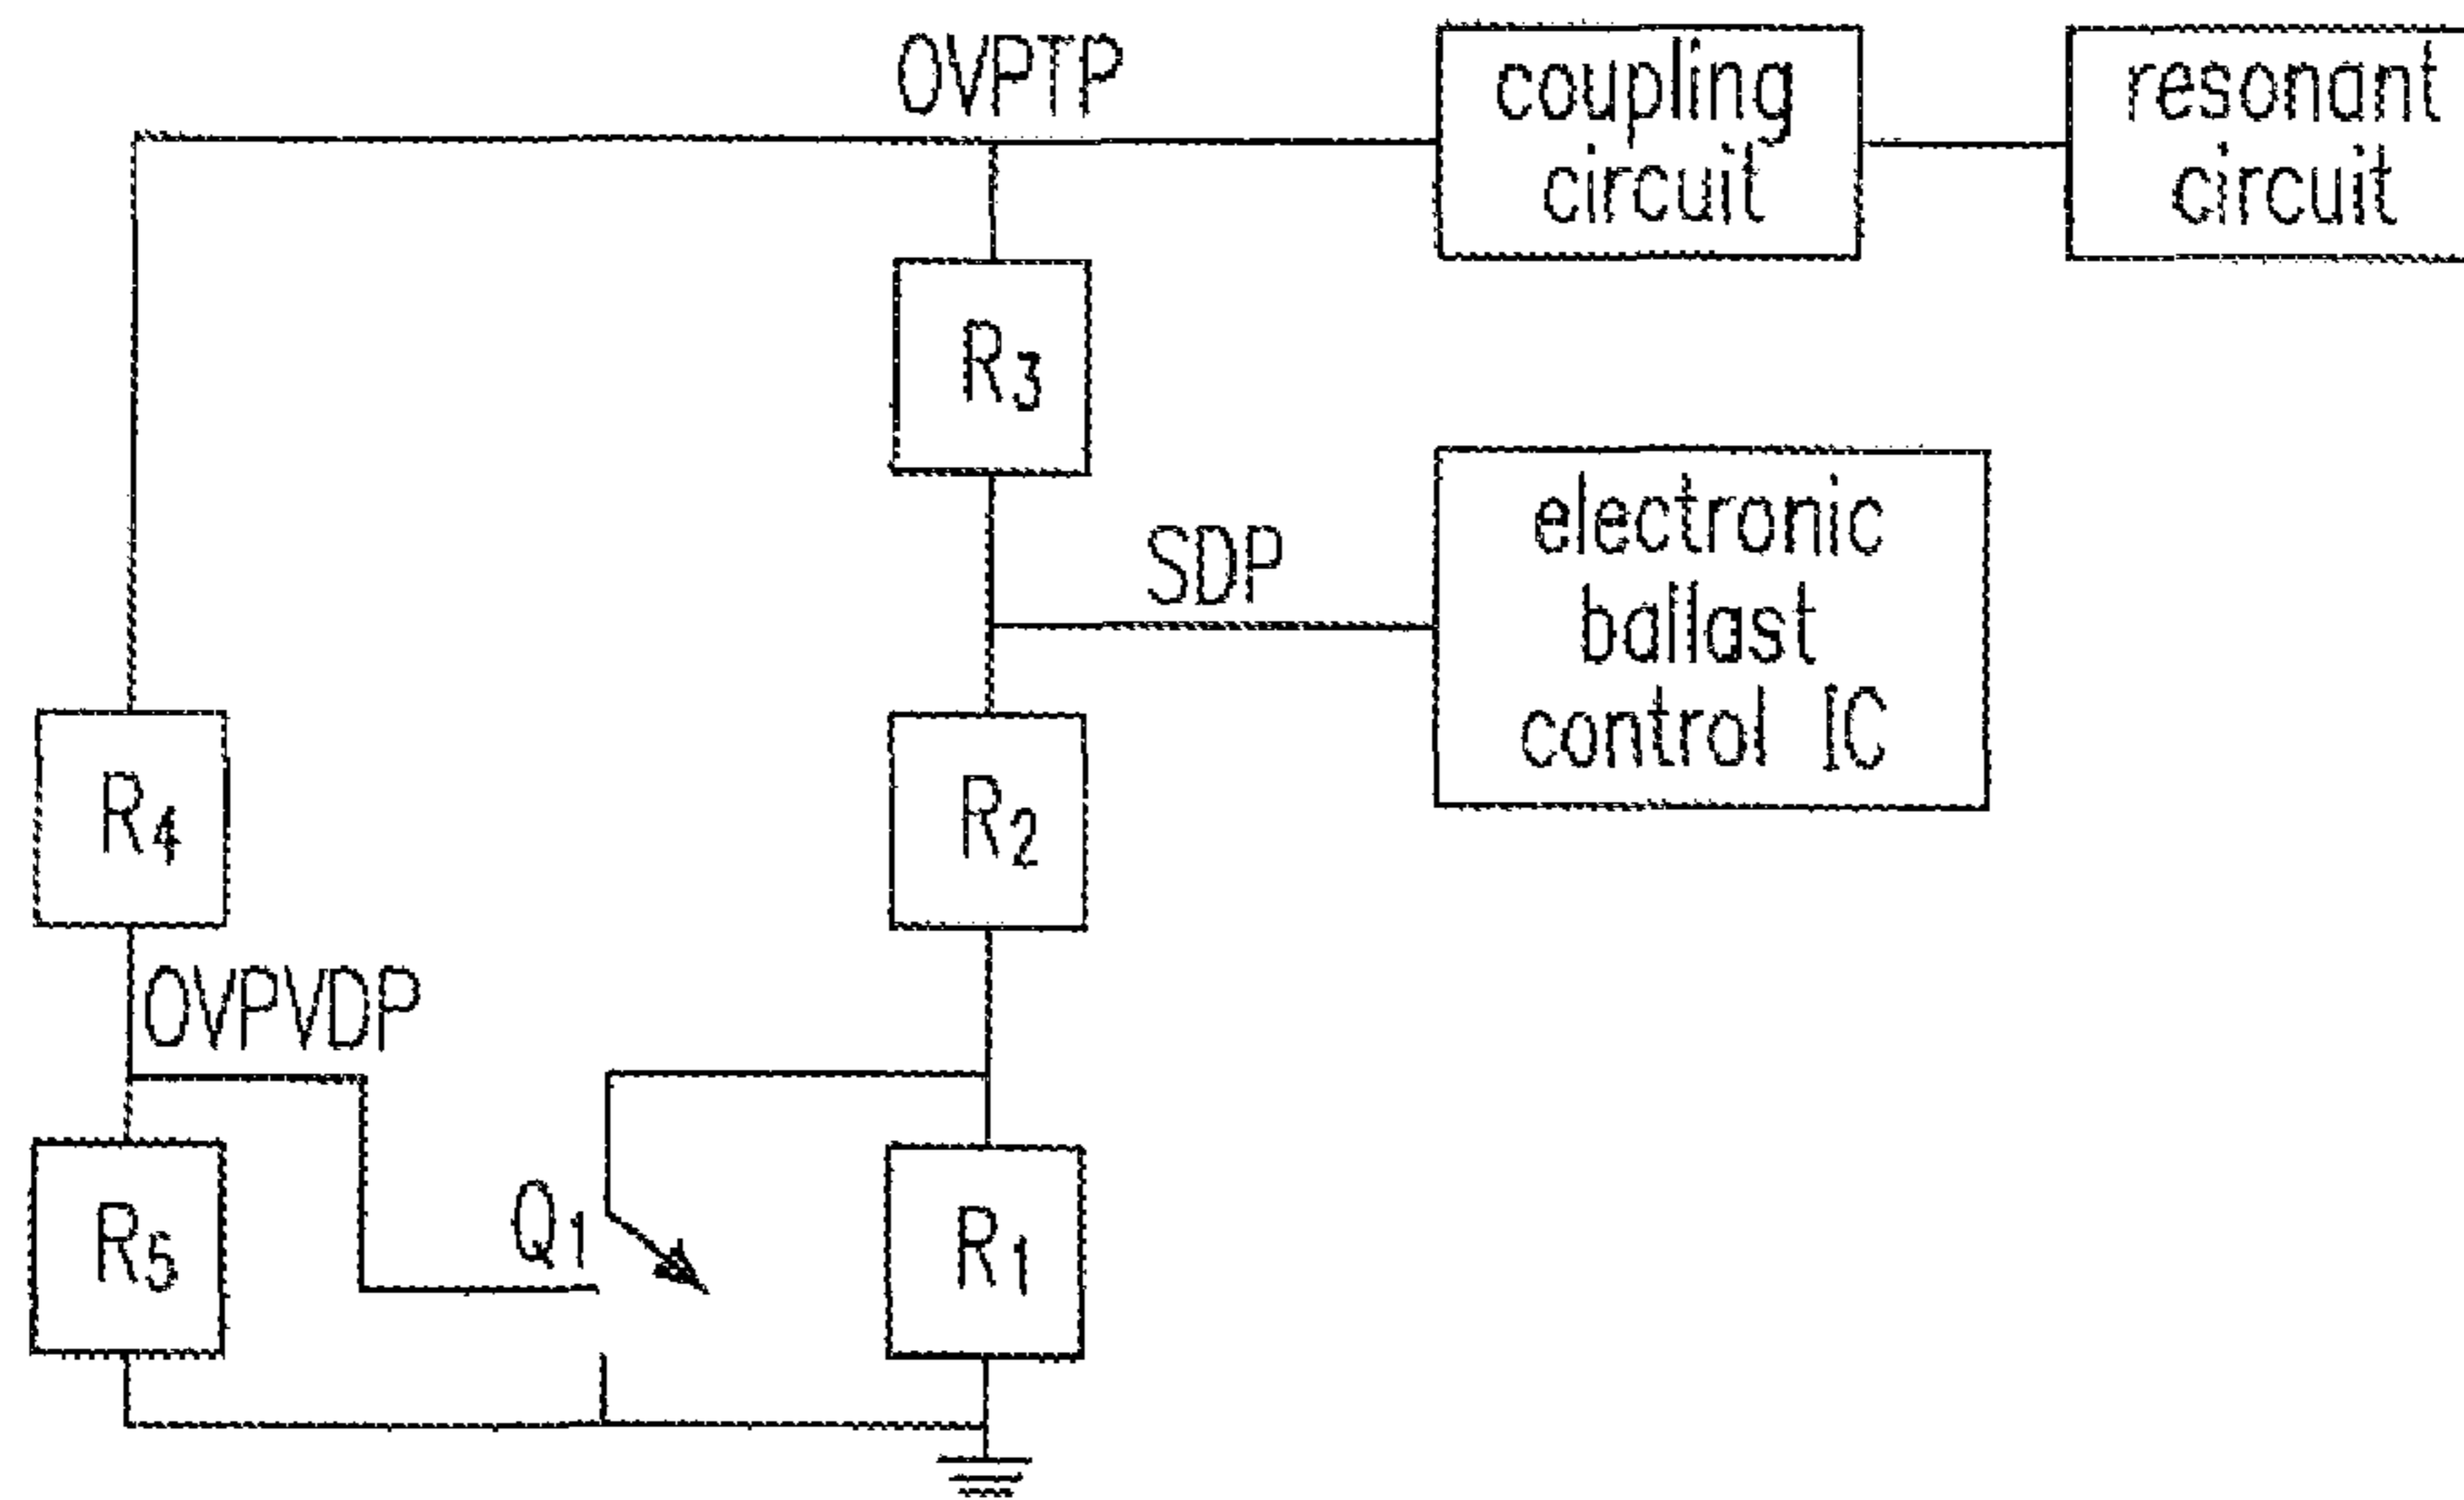 OVPTP
coupling
circuit
resonant
circuit
R3
SDP
electronic
ballast
control IC
R4
R2
OVPVDP
R5
Q1
R1